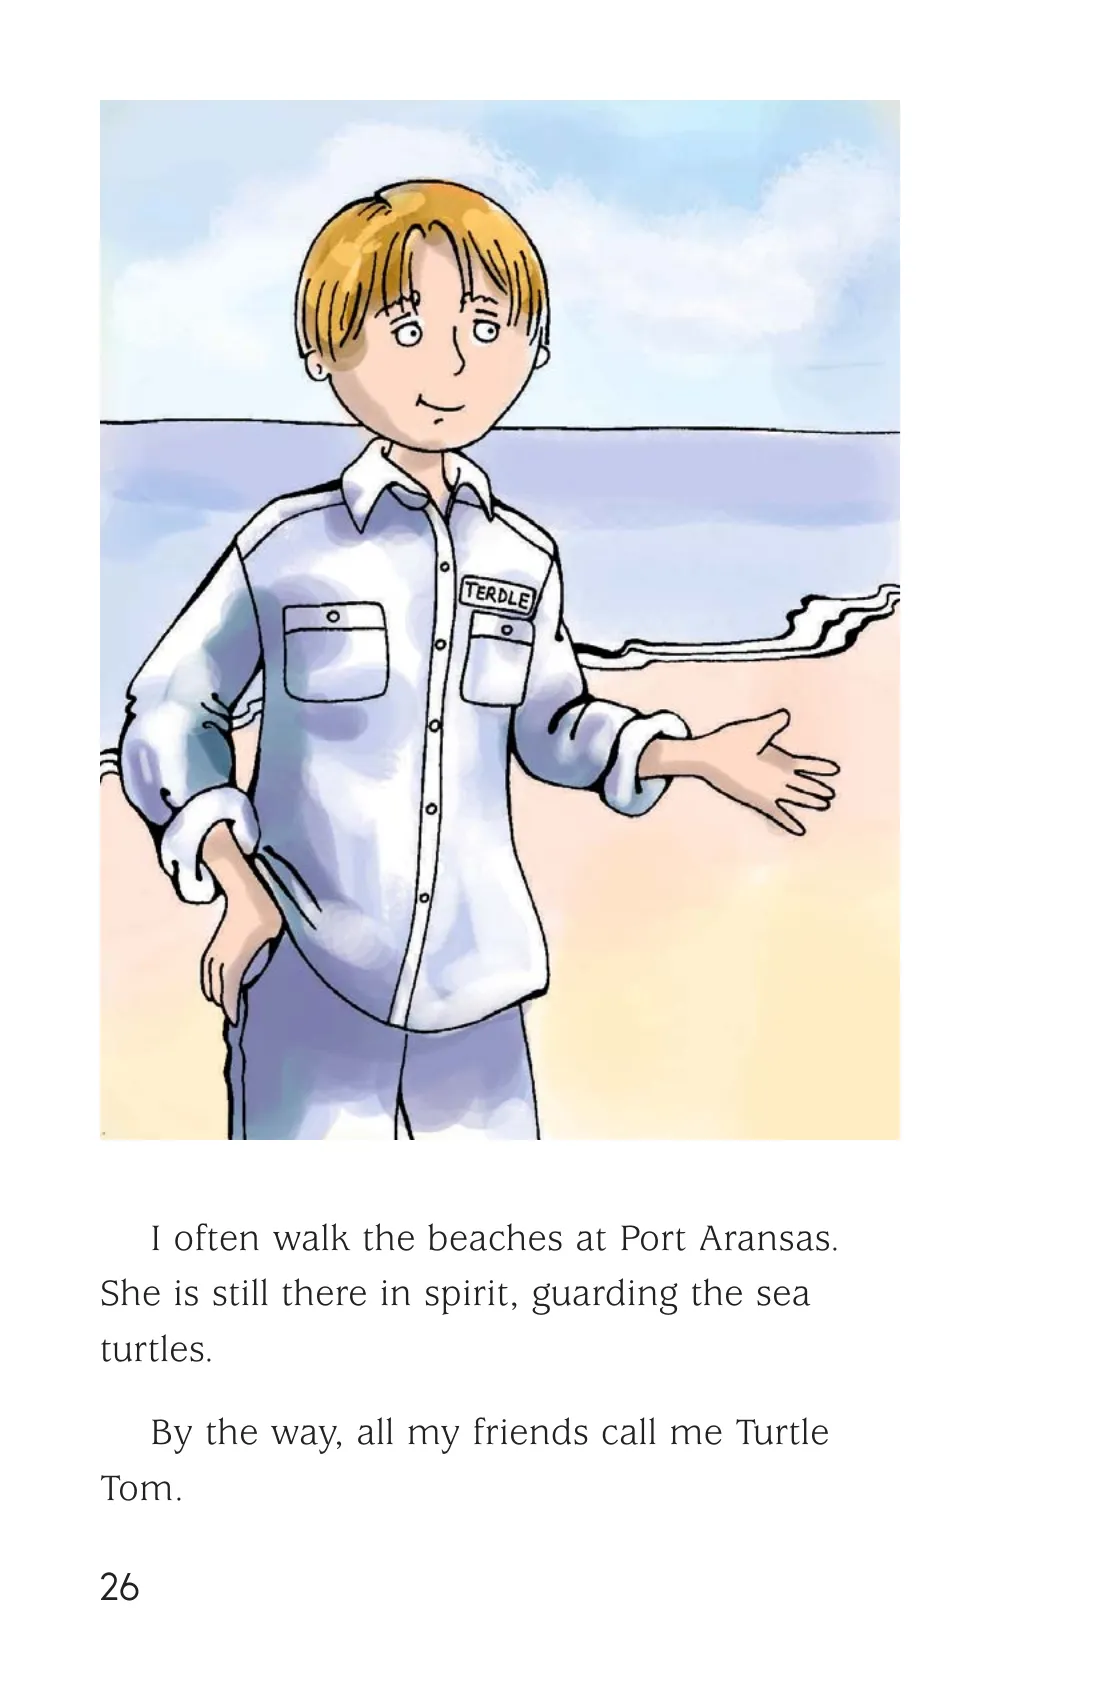 TERDLE
I often walk the beaches at Port Aransas.
She is still there in spirit, guarding the sea
turtles.
By the way, all my friends call me Turtle
Tom.
26